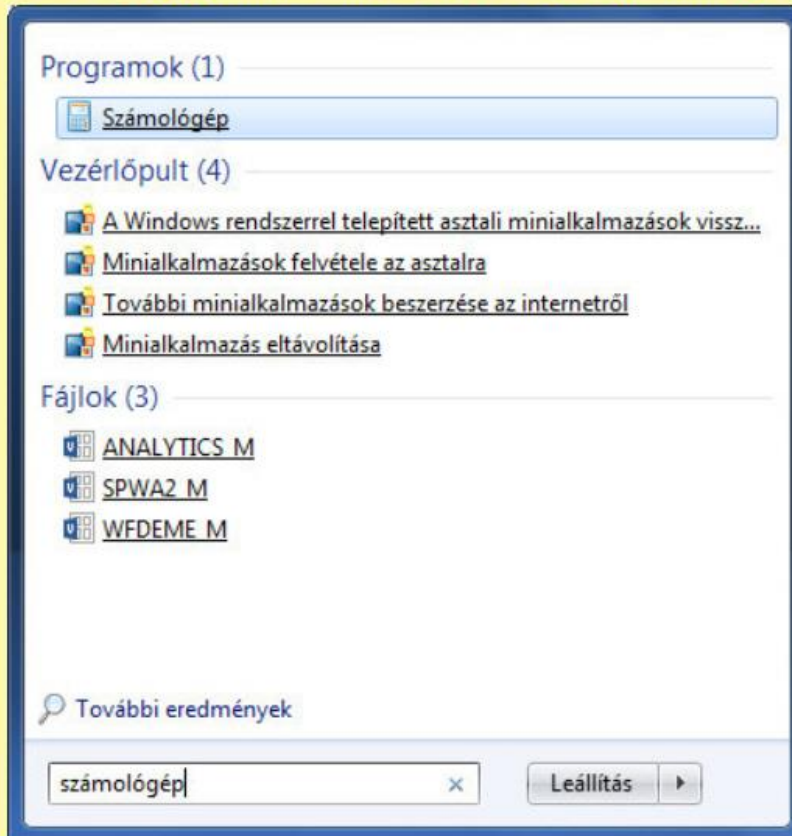 Programok (1)
Számológép
Vezérlőpult (4)
A Windows rendszerrel telepített asztali minialkalmazások vissz...
Minialkalmazások felvétele az asztalra
További minialkalmazások beszerzése az internetről
Minialkalmazás eltávolítása
Fájlok (3)
ANALYTICS_M
SPWA2_M
WFDEME_M
További eredmények
számológép
Leállítás